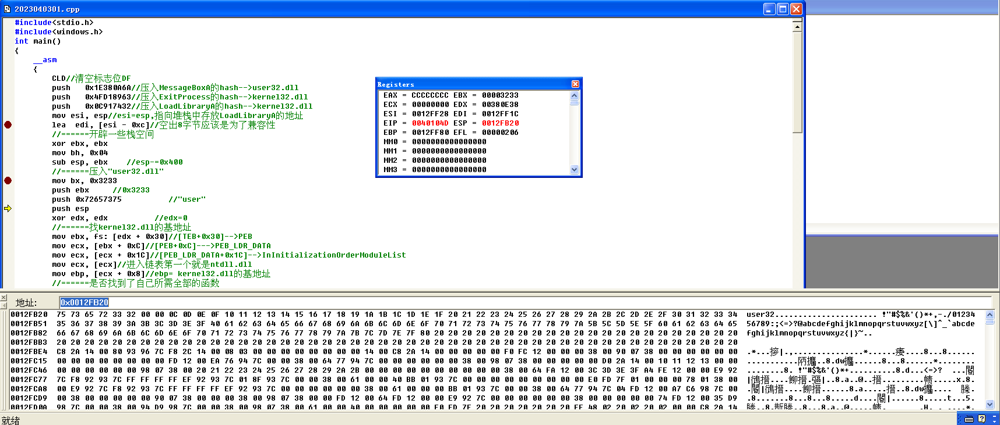 2023040301.cpp
#include<stdio.h>
#include<windows.h>
int main()
{
__asm
{
CLD//清空标志位DF
push 0x1E380A6A//压入MessageBoxA的hash-->user32.dll
push 0x4FD18963//压入ExitProcess的hash-->kernel32.dll
push 0x0C917432//压入LoadLibraryA的hash-->kernel32.dll
mov esi, esp//esi=esp,指向堆栈中存放LoadLibraryA的地址
lea edi, [esi - 0xc]//空出8字节应该是为了兼容性
//======开辟一些栈空间
xor ebx, ebx
mov bh, 0x04
sub esp, ebx //esp-=0x400
//======压入"user32.dll"
mov bx, 0x3233
push ebx //0x3233
push 0x72657375 //"user"
push esp
xor edx, edx //edx=0
//======找kernel32.dll的基地址
mov ebx, fs: [edx + 0x30]//[TEB+0x30]-->PEB
mov ecx, [ebx + 0xC]//[PEB+0xC]--->PEB_LDR_DATA
mov ecx, [ecx + 0x1C]//[PEB_LDR_DATA+0x1C]-->InInitializationOrderModuleList
mov ecx, [ecx]//进入链表第一个就是ntdll.dll
mov ebp, [ecx + 0x8]//ebp= kernel32.dll的基地址
//======是否找到了自己所需全部的函数
Registers
EAX = CCCCCCCC EBX = 00003233
ECX = 00000000 EDX = 00380E38
ESI = 0012FF28 EDI = 0012FF1C
EIP = 0040104D ESP = 0012FB20
EBP = 0012FF80 EFL = 00000206
MM0 = 0000000000000000
MM1 = 0000000000000000
MM2 = 0000000000000000
MM3 = 0000000000000000
地址: 0x0012FB20
0012FB20 75 73 65 72 33 32 00 00 0C 0D 0E 0F 10 11 12 13 14 15 16 17 18 19 1A 1B 1C 1D 1E 1F 20 21 22 23 24 25 26 27 28 29 2A 2B 2C 2D 2E 2F 30 31 32 33 34 user32...................... !"#$%&'()*+,-./01234
0012FB51 35 36 37 38 39 3A 3B 3C 3D 3E 3F 40 61 62 63 64 65 66 67 68 69 6A 6B 6C 6D 6E 6F 70 71 72 73 74 75 76 77 78 79 7A 5B 5C 5D 5E 5F 60 61 62 63 64 65 56789:;<=>?@abcdefghijklmnopqrstuvwxyz[\]^_`abcde
0012FB82 66 67 68 69 6A 6B 6C 6D 6E 6F 70 71 72 73 74 75 76 77 78 79 7A 7B 7C 7D 7E 7F 80 20 20 20 20 20 20 20 20 20 20 20 20 20 20 20 20 20 20 20 20 20 20 fghijklmnopqrstuvwxyz{|}~..
0012FBB3 20 20 20 20 20 20 20 20 20 20 20 20 20 20 20 20 20 20 20 20 20 20 20 20 20 20 20 20 20 20 20 20 20 20 20 20 20 20 20 20 20 20 20 20 20 20 20 20 20
0012FBE4 C8 2A 14 00 80 93 96 7C F8 2C 14 00 08 03 00 00 00 00 00 00 00 00 14 00 C8 2A 14 00 00 00 00 00 F0 FC 12 00 00 00 38 00 90 07 38 00 00 00 00 00 00
0012FC15 00 00 00 00 00 00 00 FD 12 00 EA 76 94 7C 00 00 38 00 64 77 94 7C 00 00 00 00 00 00 38 00 98 07 38 00 00 00 00 00 D0 2A 14 00 10 11 12 13 00 00 00
0012FC46 00 00 00 00 00 00 98 07 38 00 20 21 22 23 24 25 26 27 28 29 2A 2B 00 00 00 00 00 00 00 00 00 38 00 64 FA 12 00 3C 3D 3E 3F A4 FE 12 00 00 E9 92
0012FC77 7C F8 92 93 7C FF FF FF FF EF 92 93 7C 01 8F 93 7C 00 38 00 61 00 00 40 BB 01 93 7C 00 00 00 00 00 00 00 00 E0 FD 7F 01 00 00 00 78 01 38 00
0012FCA8 00 E9 92 7C F8 92 93 7C FF FF FF FF EF 92 93 7C 00 00 00 00 00 00 38 00 61 00 00 00 BB 01 93 7C 00 00 38 00 64 77 94 7C 04 FD 12 00 A7 C6 98 7C 00
0012FCD9 00 38 00 00 00 00 00 90 07 38 00 00 00 38 00 98 07 38 00 00 00 FD 12 00 64 FD 12 00 00 E9 92 7C 00 00 00 00 00 38 00 00 00 00 00 74 FD 12 00 35 D9
就绪